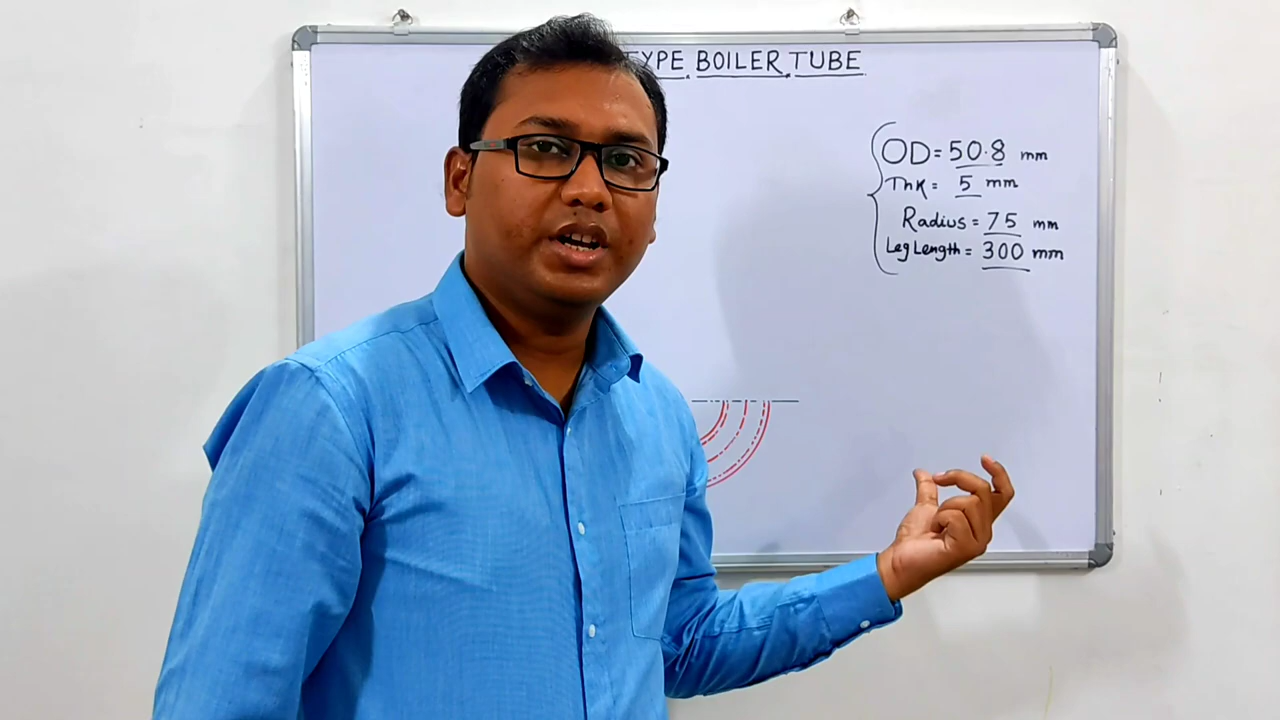 TYPE BOILER TUBE
OD = 50.8 mm
Thk = 5 mm
Radius = 75 mm
Leg Length = 300 mm